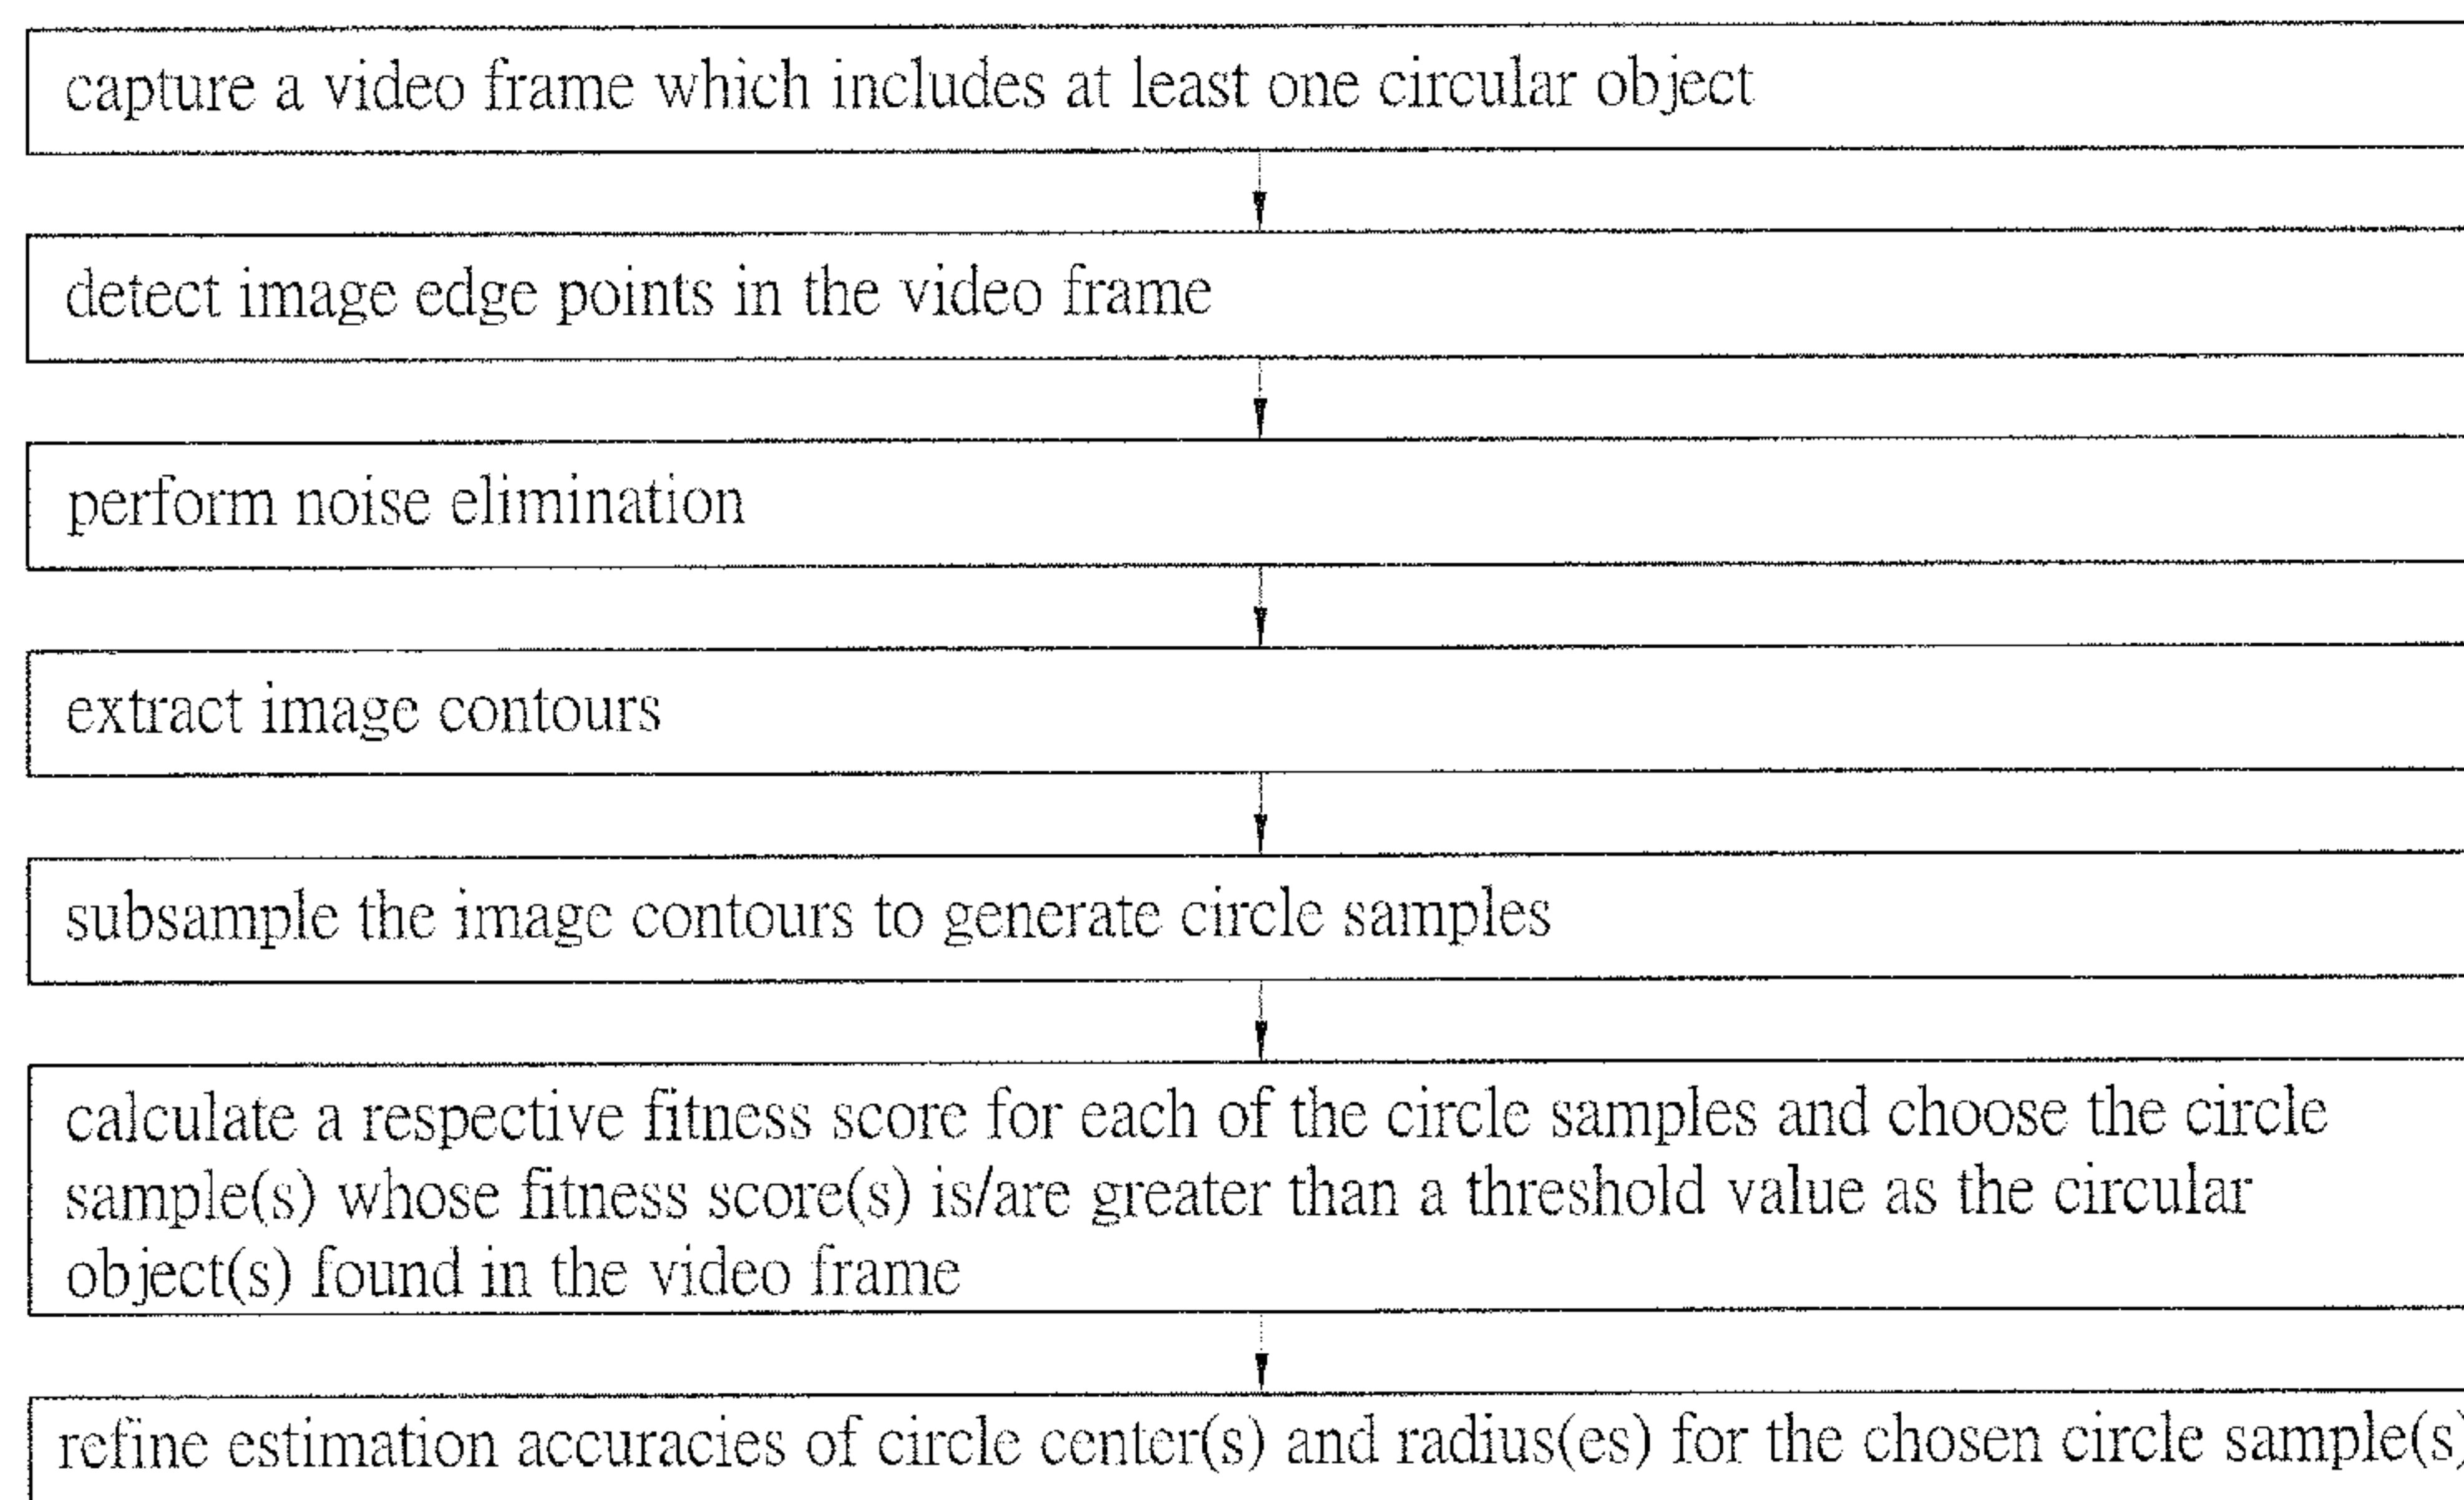 capture a video frame which includes at least one circular object
detect image edge points in the video frame
perform noise elimination
extract image contours
subsample the image contours to generate circle samples
calculate a respective fitness score for each of the circle samples and choose the circle
sample(s) whose fitness score(s) is/are greater than a threshold value as the circular
object(s) found in the video frame
refine estimation accuracies of circle center(s) and radius(es) for the chosen circle sample(s)